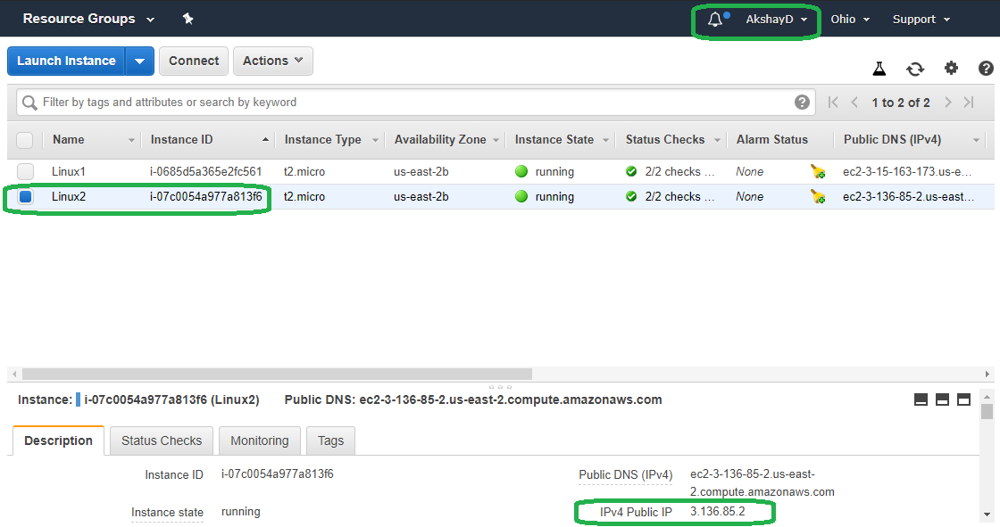 Resource Groups AkshayD Ohio Support
Launch Instance Connect Actions
Filter by tags and attributes or search by keyword 1 to 2 of 2
Name Instance ID Instance Type Availability Zone Instance State Status Checks Alarm Status Public DNS (IPv4)
Linux1 i-0685d5a365e2fc561 t2.micro us-east-2b running 2/2 checks ... None ec2-3-15-163-173.us-e...
Linux2 i-07c0054a977a813f6 t2.micro us-east-2b running 2/2 checks ... None ec2-3-136-85-2.us-east...
Instance: i-07c0054a977a813f6 (Linux2) Public DNS: ec2-3-136-85-2.us-east-2.compute.amazonaws.com
Description Status Checks Monitoring Tags
Instance ID i-07c0054a977a813f6 Public DNS (IPv4) ec2-3-136-85-2.us-east-
2.compute.amazonaws.com
Instance state running IPv4 Public IP 3.136.85.2